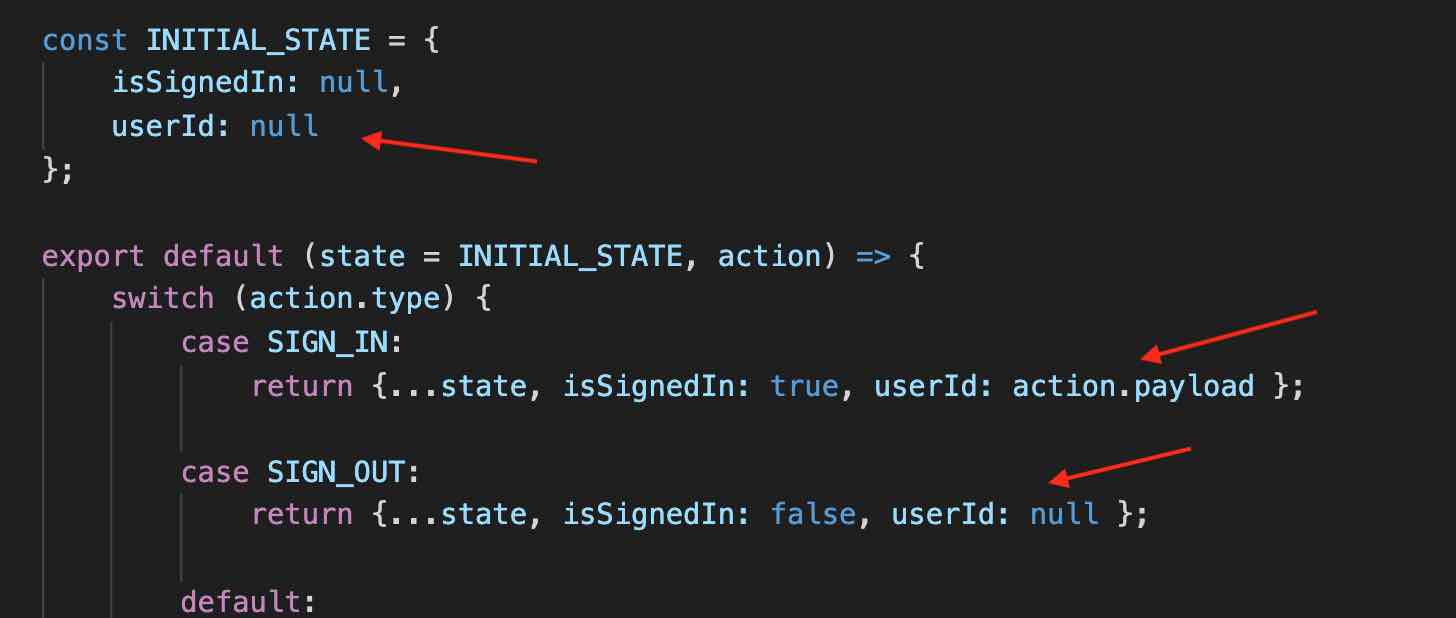 const INITIAL_STATE = {
isSignedIn: null,
userId: null
};
export default (state = INITIAL_STATE, action) => {
switch (action.type) {
case SIGN_IN:
return {...state, isSignedIn: true, userId: action.payload };
case SIGN_OUT:
return {...state, isSignedIn: false, userId: null };
default: